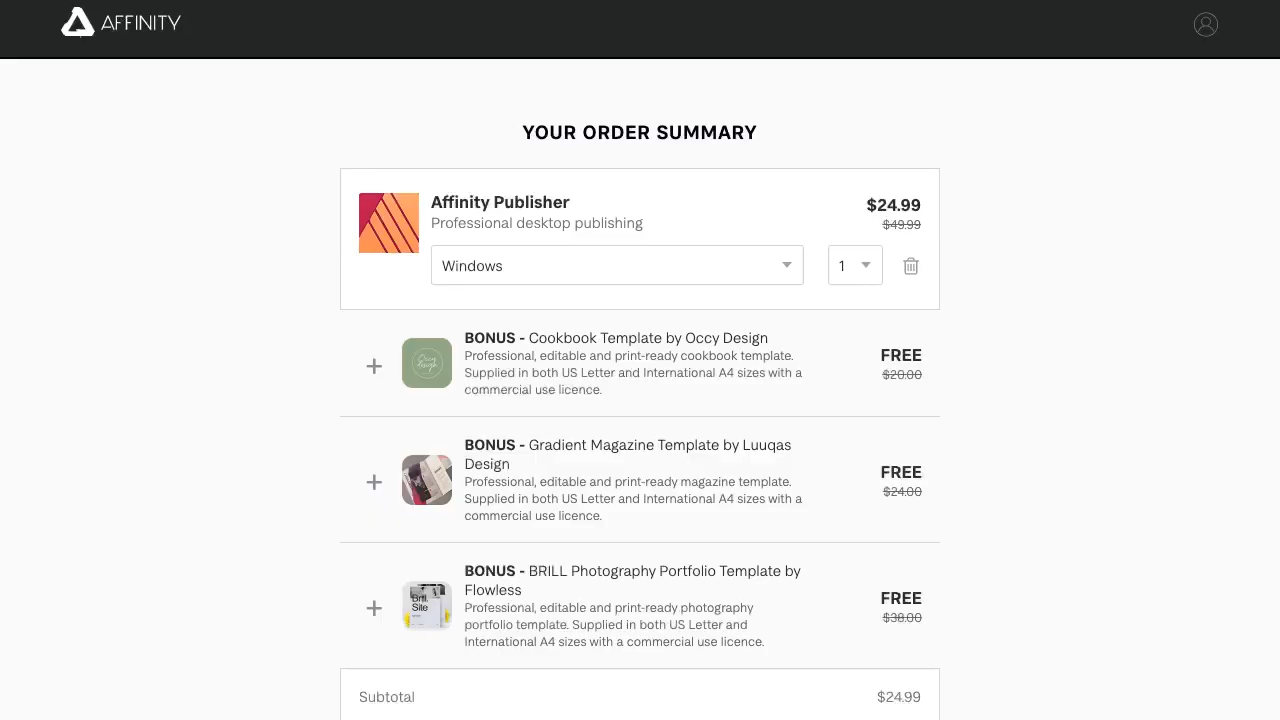 AFFINITY
YOUR ORDER SUMMARY
Affinity Publisher
$24.99
Professional desktop publishing
$49.99
Windows
1
BONUS - Cookbook Template by Occy Design
Professional, editable and print-ready cookbook template.
Supplied in both US Letter and International A4 sizes with a
commercial use licence.
FREE
$20.00
Occy
design
BONUS - Gradient Magazine Template by Luuqas
Design
Professional, editable and print-ready magazine template.
Supplied in both US Letter and International A4 sizes with a
commercial use licence.
FREE
$24.00
BONUS - BRILL Photography Portfolio Template by
Flowless
Professional, editable and print-ready photography
portfolio template. Supplied in both US Letter and
International A4 sizes with a commercial use licence.
FREE
$38.00
Brill.
Site
Subtotal
$24.99